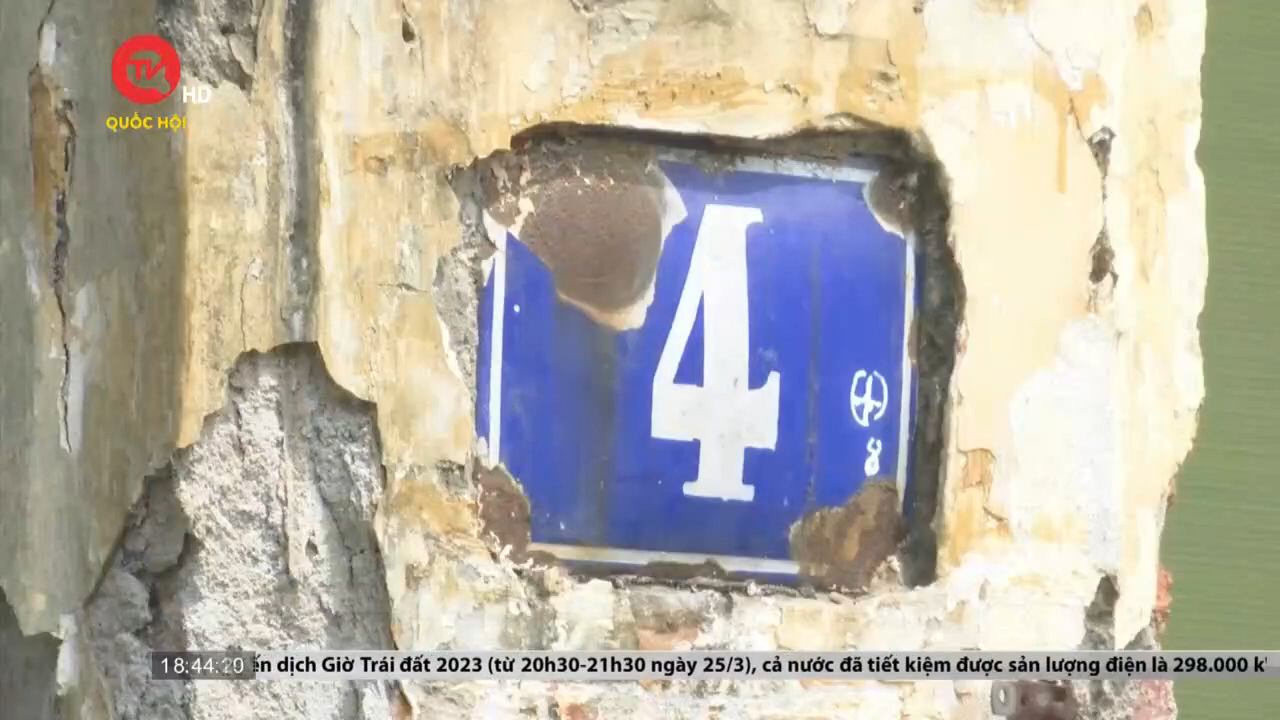 HD
QUỐC HỘI
4
8
18:44:20
dịch Giờ Trái đất 2023 (từ 20h30-21h30 ngày 25/3), cả nước đã tiết kiệm được sản lượng điện là 298.000